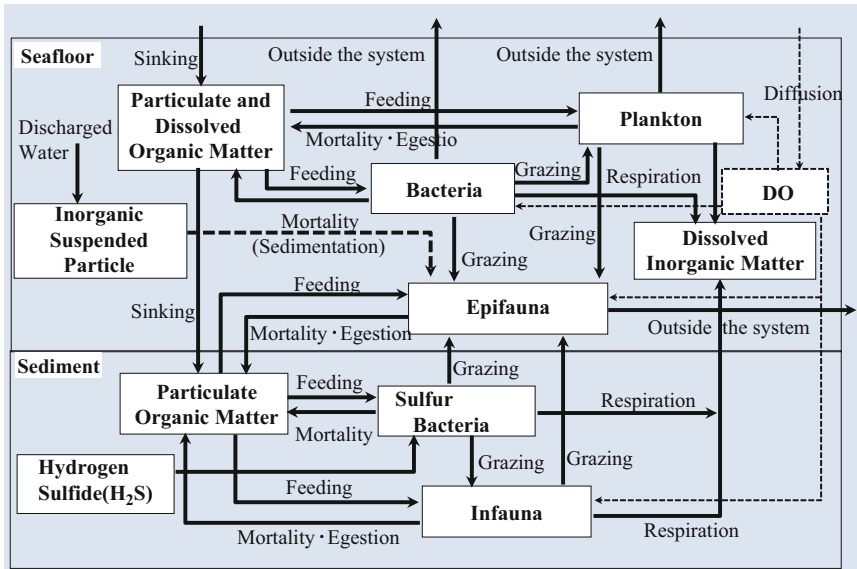 Outside the system
Outside the system
Seafloor
Sinking
Particulate and
Dissolved
Organic Matter
Feeding
Plankton
Diffusion
Discharged
Water
Mortality · Egestio
Feeding
Bacteria
Grazing
Respiration
DO
Inorganic
Suspended
Particle
Mortality
(Sedimentation)
Grazing
Grazing
Dissolved
Inorganic Matter
Sinking
Feeding
Epifauna
Mortality · Egestion
Outside the system
Sediment
Particulate
Organic Matter
Feeding
Grazing
Sulfur
Bacteria
Respiration
Mortality
Hydrogen
Sulfide(H₂S)
Grazing
Grazing
Feeding
Infauna
Mortality · Egestion
Respiration